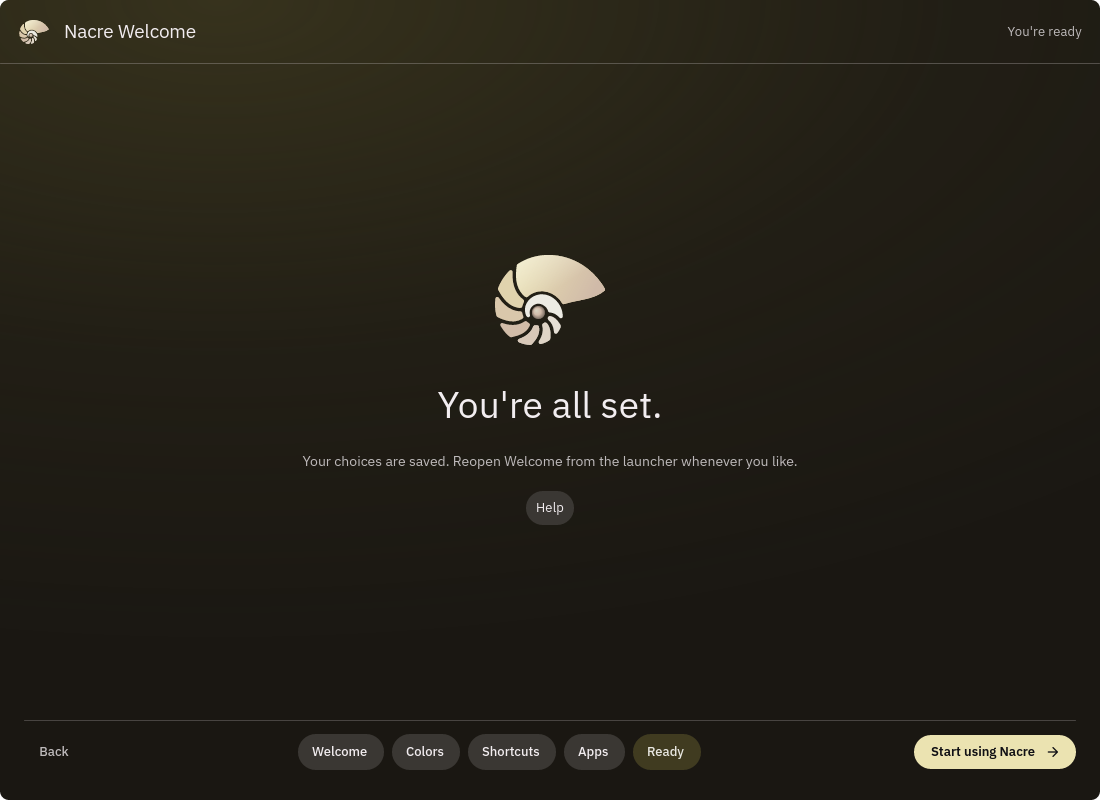 Nacre Welcome
You're ready
You're all set.
Your choices are saved. Reopen Welcome from the launcher whenever you like.
Help
Back
Welcome
Colors
Shortcuts
Apps
Ready
Start using Nacre